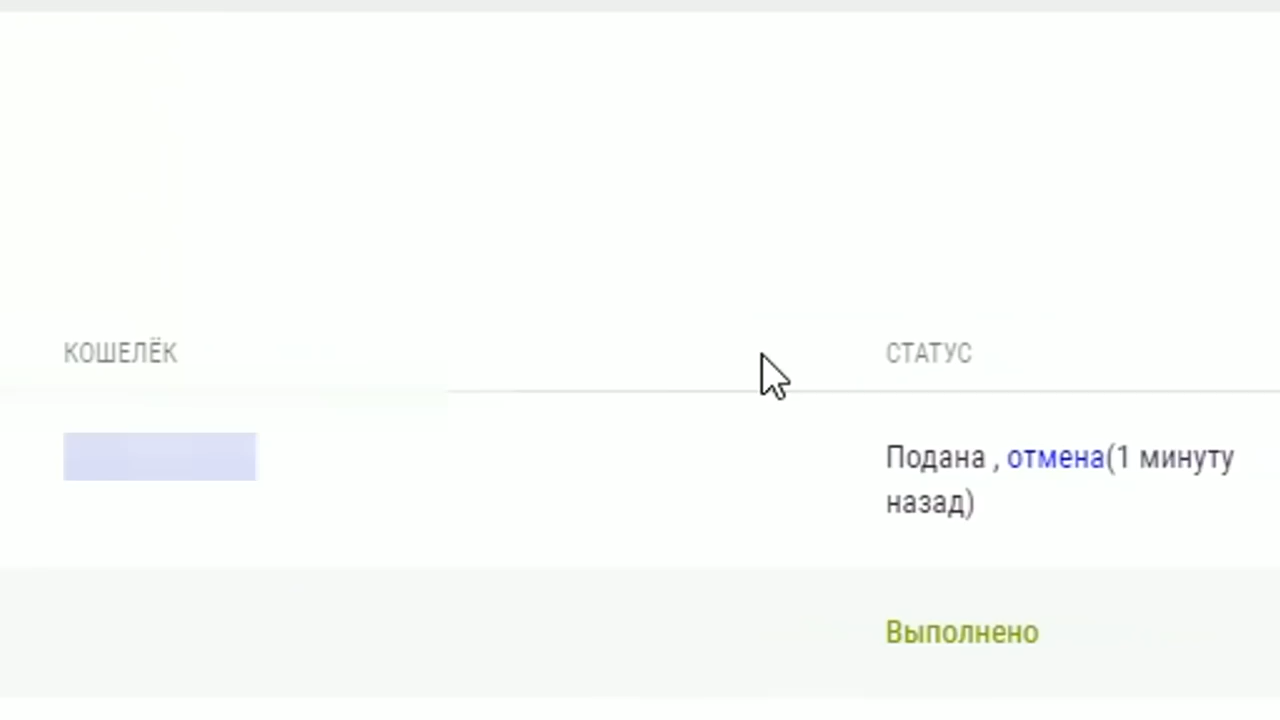 КОШЕЛЁК СТАТУС
Подана , отмена(1 минуту
назад)
Выполнено